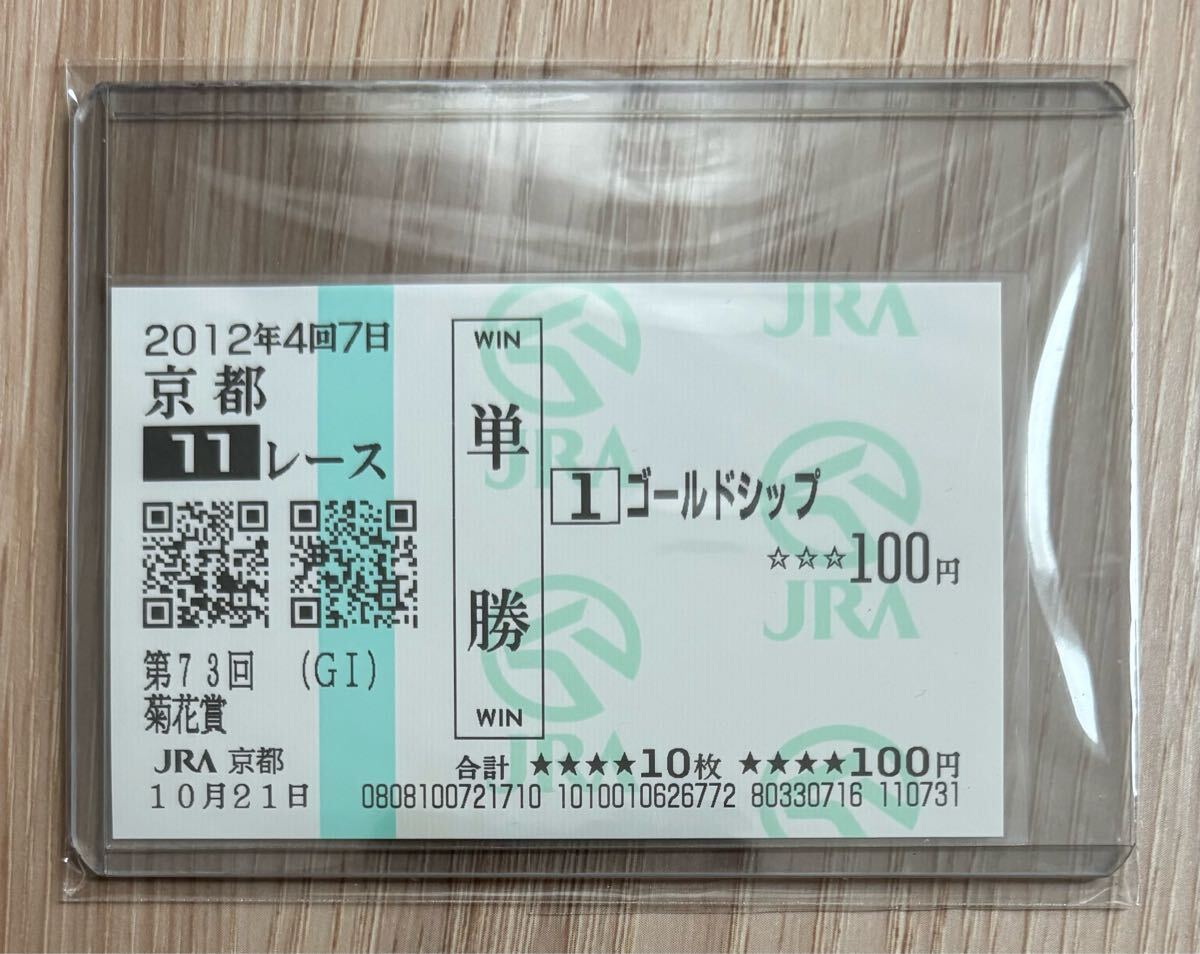 2012年4回7日
京都
11レース
第73回 (GI)
菊花賞
JRA 京都
10月21日
WIN
単勝
WIN
1 ゴールドシップ
☆☆☆100円
合計 ★★★★10枚 ★★★★100円
0808100721710 1010010626772 80330716 110731
JRA
JRA
JRA
JRA